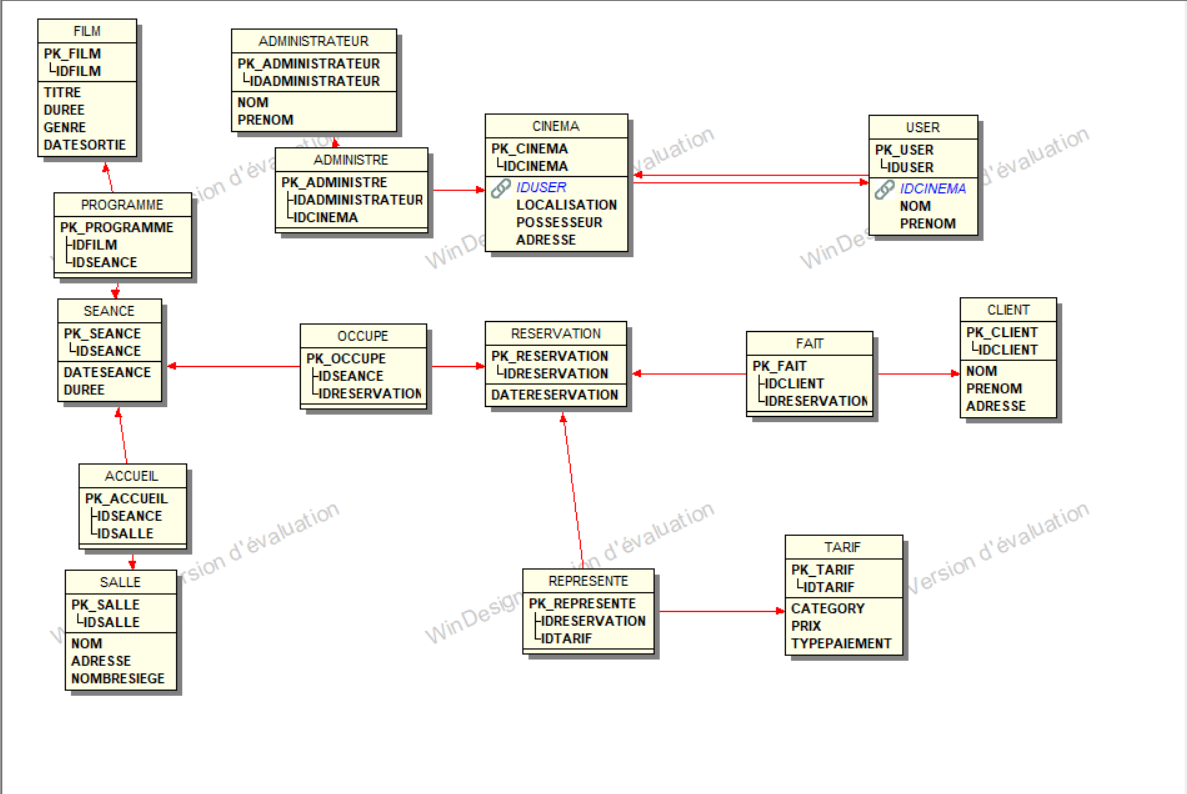 FILM
PK_FILM
IDFILM
TITRE
DUREE
GENRE
DATESORTIE
ADMINISTRATEUR
PK_ADMINISTRATEUR
IDADMINISTRATEUR
NOM
PRENOM
ADMINISTRE
PK_ADMINISTRE
IDADMINISTRATEUR
IDCINEMA
CINEMA
PK_CINEMA
IDCINEMA
IDUSER
LOCALISATION
POSSESSEUR
ADRESSE
USER
PK_USER
IDUSER
IDCINEMA
NOM
PRENOM
PROGRAMME
PK_PROGRAMME
IDFILM
IDSEANCE
SEANCE
PK_SEANCE
IDSEANCE
DATESEANCE
DUREE
OCCUPE
PK_OCCUPE
IDSEANCE
IDRESERVATION
RESERVATION
PK_RESERVATION
IDRESERVATION
DATERESERVATION
FAIT
PK_FAIT
IDCLIENT
IDRESERVATION
CLIENT
PK_CLIENT
IDCLIENT
NOM
PRENOM
ADRESSE
ACCUEIL
PK_ACCUEIL
IDSEANCE
IDSALLE
SALLE
PK_SALLE
IDSALLE
NOM
ADRESSE
NOMBRESIEGE
REPRESENTE
PK_REPRESENTE
IDRESERVATION
IDTARIF
TARIF
PK_TARIF
IDTARIF
CATEGORY
PRIX
TYPEPAIEMENT
WinDesign
d'évaluation
Version d'évaluation